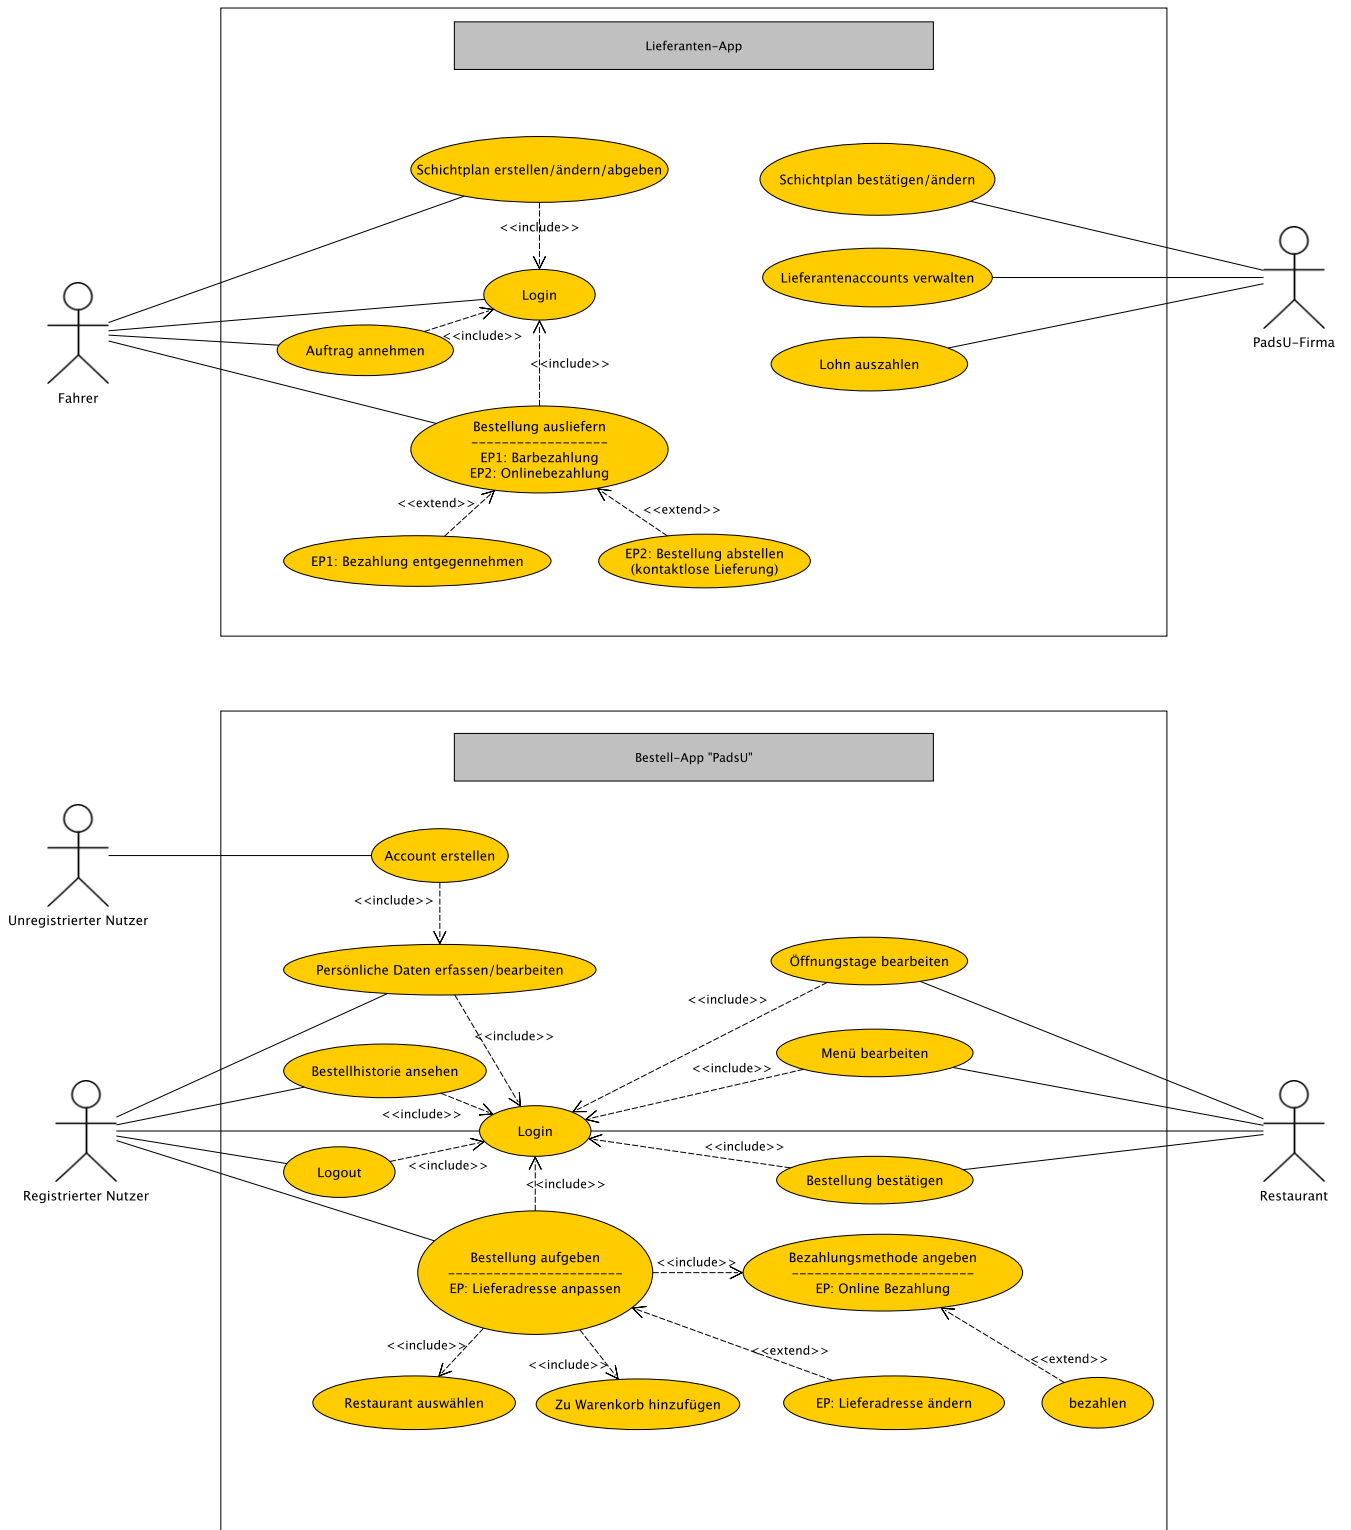 Lieferanten-App
Schichtplan erstellen/ändern/abgeben
Schichtplan bestätigen/ändern
<<include>>
Lieferantenaccounts verwalten
Login
PadsU-Firma
<<include>>
Auftrag annehmen
<<include>>
Lohn auszahlen
Fahrer
Bestellung ausliefern
------------------
EP1: Barbezahlung
EP2: Onlinebezahlung
<<extend>>
<<extend>>
EP1: Bezahlung entgegennehmen
EP2: Bestellung abstellen
(kontaktlose Lieferung)
Bestell-App "PadsU"
Account erstellen
<<include>>
Unregistrierter Nutzer
Öffnungstage bearbeiten
Persönliche Daten erfassen/bearbeiten
<<include>>
<<include>>
Menü bearbeiten
Bestellhistorie ansehen
<<include>>
<<include>>
Login
<<include>>
Logout
<<include>>
Bestellung bestätigen
<<include>>
Registrierter Nutzer
Restaurant
Bestellung aufgeben
-----------------------
EP: Lieferadresse anpassen
<<include>>
Bezahlungsmethode angeben
------------------------
EP: Online Bezahlung
<<include>>
<<include>>
<<extend>>
<<extend>>
Restaurant auswählen
Zu Warenkorb hinzufügen
EP: Lieferadresse ändern
bezahlen